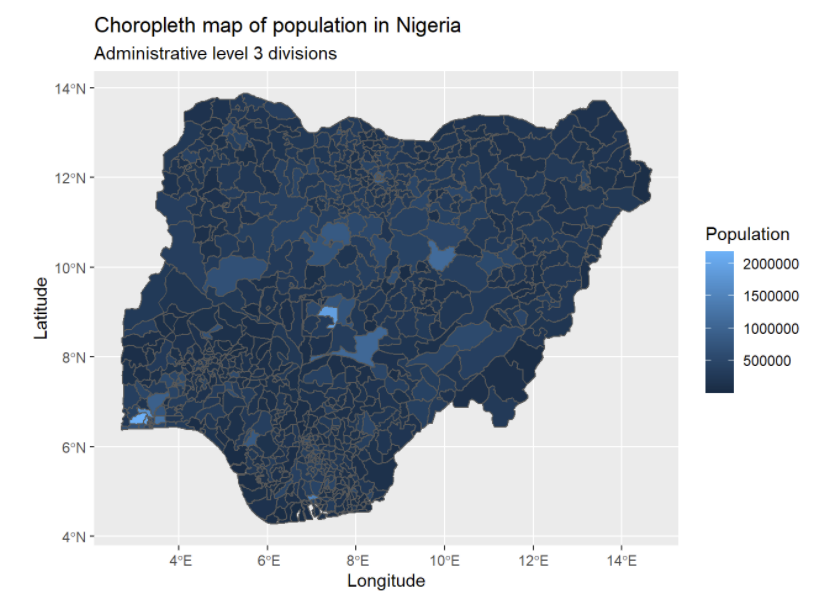 Choropleth map of population in Nigeria
Administrative level 3 divisions
14°N
12°N
10°N
8°N
6°N
4°N
Latitude
4°E 6°E 8°E 10°E 12°E 14°E
Longitude
Population
2000000
1500000
1000000
500000